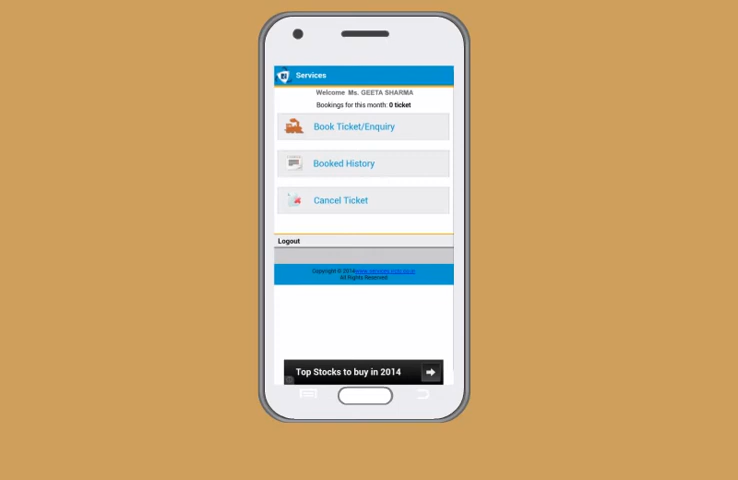 Services
Welcome Ms. GEETA SHARMA
Bookings for this month: 0 ticket
Book Ticket/Enquiry
Booked History
Cancel Ticket
Logout
Copyright © 2014
All Rights Reserved
Top Stocks to buy in 2014